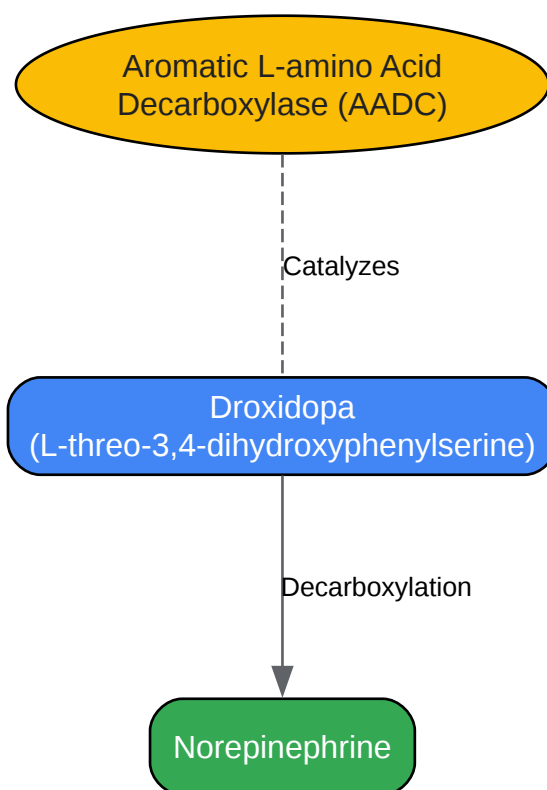 Aromatic L-amino Acid
Decarboxylase (AADC)
Catalyzes
Droxidopa
(L-threo-3,4-dihydroxyphenylserine)
Decarboxylation
Norepinephrine